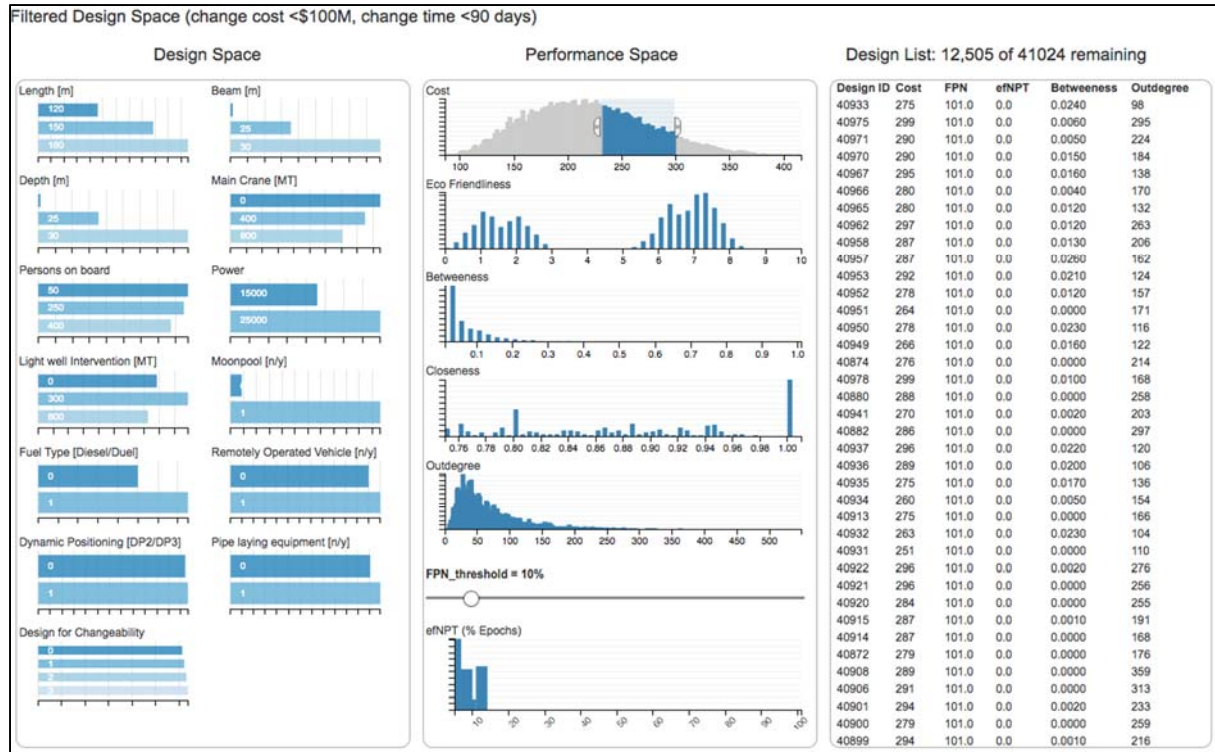 Filtered Design Space (change cost <$100M, change time <90 days)
Design Space
Length [m]
120
150
180
Beam [m]
25
30
Depth [m]
25
30
Main Crane [MT]
0
400
800
Persons on board
50
250
400
Power
15000
25000
Light well Intervention [MT]
0
300
600
Moonpool [n/y]
1
Fuel Type [Diesel/Duel]
0
1
Remotely Operated Vehicle [n/y]
0
1
Dynamic Positioning [DP2/DP3]
0
1
Pipe laying equipment [n/y]
0
1
Design for Changeability
0
1
2
3
Performance Space
Cost
100 150 200 250 300 350 400
Eco Friendliness
0 1 2 3 4 5 6 7 8 9 10
Betweeness
0.1 0.2 0.3 0.4 0.5 0.6 0.7 0.8 0.9 1.0
Closeness
0.76 0.78 0.80 0.82 0.84 0.86 0.88 0.90 0.92 0.94 0.96 0.98 1.00
Outdegree
0 50 100 150 200 250 300 350 400 450 500
FPN_threshold = 10%
efNPT (% Epochs)
10 20 30 40 50 60 70 80 90 100
Design List: 12,505 of 41024 remaining
Design ID Cost FPN efNPT Betweeness Outdegree
40933 275 101.0 0.0 0.0240 98
40975 299 101.0 0.0 0.0060 295
40971 290 101.0 0.0 0.0050 224
40970 290 101.0 0.0 0.0150 184
40967 295 101.0 0.0 0.0160 138
40966 280 101.0 0.0 0.0040 170
40965 280 101.0 0.0 0.0120 132
40962 297 101.0 0.0 0.0120 263
40958 287 101.0 0.0 0.0130 206
40957 287 101.0 0.0 0.0260 162
40953 292 101.0 0.0 0.0210 124
40952 278 101.0 0.0 0.0120 157
40951 264 101.0 0.0 0.0000 171
40950 278 101.0 0.0 0.0230 116
40949 266 101.0 0.0 0.0160 122
40874 276 101.0 0.0 0.0000 214
40978 299 101.0 0.0 0.0100 168
40880 288 101.0 0.0 0.0000 258
40941 270 101.0 0.0 0.0020 203
40882 286 101.0 0.0 0.0000 297
40937 296 101.0 0.0 0.0220 120
40936 289 101.0 0.0 0.0200 106
40935 275 101.0 0.0 0.0170 136
40934 260 101.0 0.0 0.0050 154
40913 275 101.0 0.0 0.0000 166
40932 263 101.0 0.0 0.0230 104
40931 251 101.0 0.0 0.0000 110
40922 296 101.0 0.0 0.0020 276
40921 296 101.0 0.0 0.0000 256
40920 284 101.0 0.0 0.0000 255
40915 287 101.0 0.0 0.0010 191
40914 287 101.0 0.0 0.0000 168
40872 279 101.0 0.0 0.0000 176
40908 289 101.0 0.0 0.0000 359
40906 291 101.0 0.0 0.0000 313
40901 294 101.0 0.0 0.0020 233
40900 279 101.0 0.0 0.0000 259
40899 294 101.0 0.0 0.0010 216